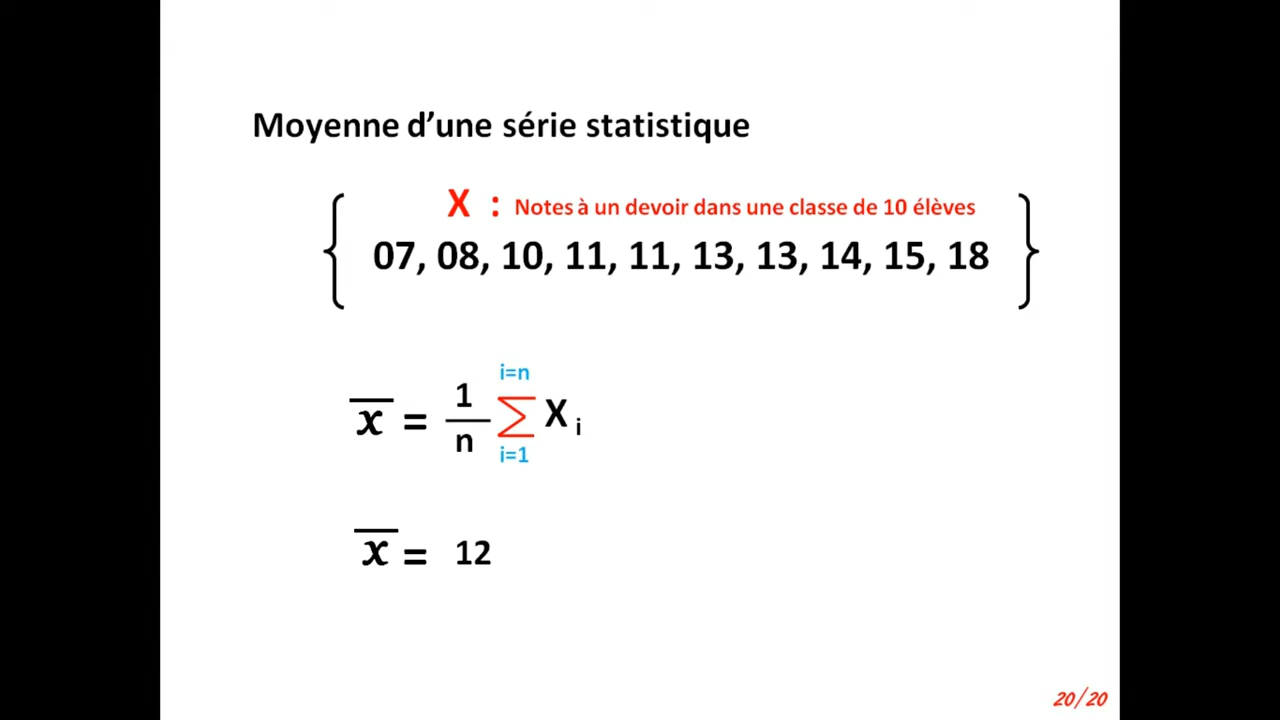 Moyenne d’une série statistique
X : Notes à un devoir dans une classe de 10 élèves
{ 07, 08, 10, 11, 11, 13, 13, 14, 15, 18 }
i=n
x̅ = 1/n ∑ X i
i=1
x̅ = 12
20/20